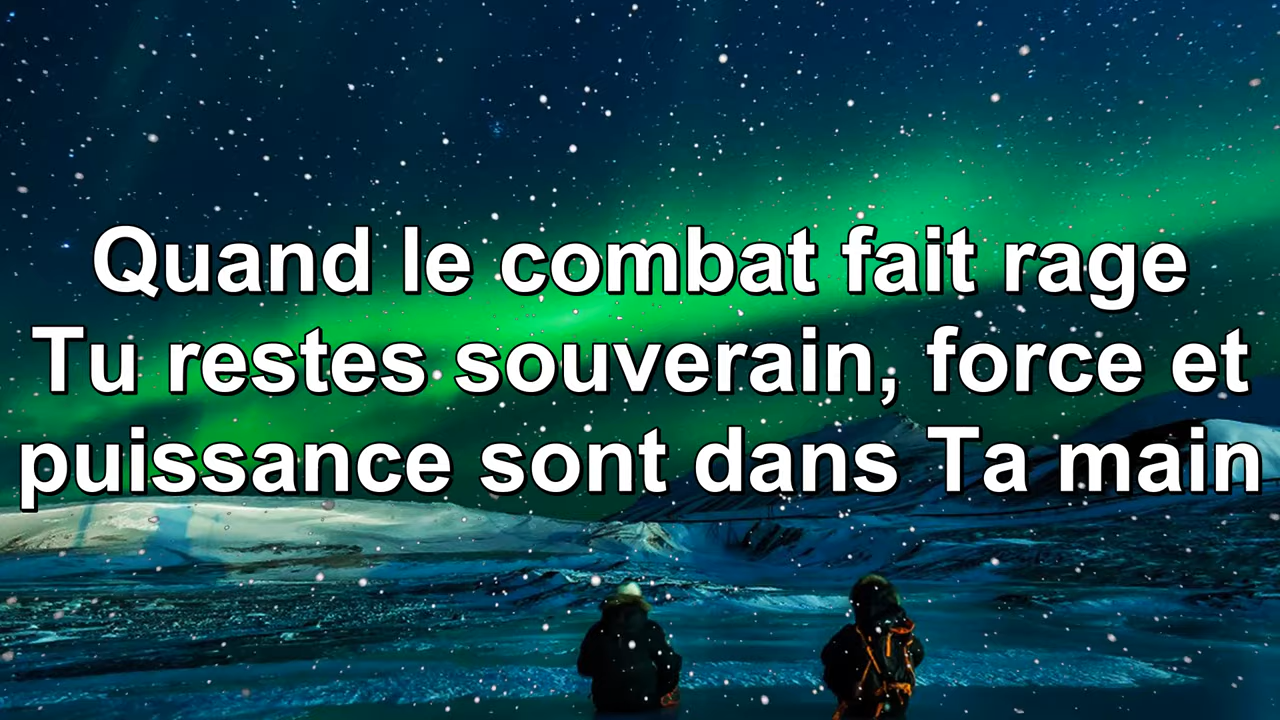 Quand le combat fait rage
Tu restes souverain, force et
puissance sont dans Ta main